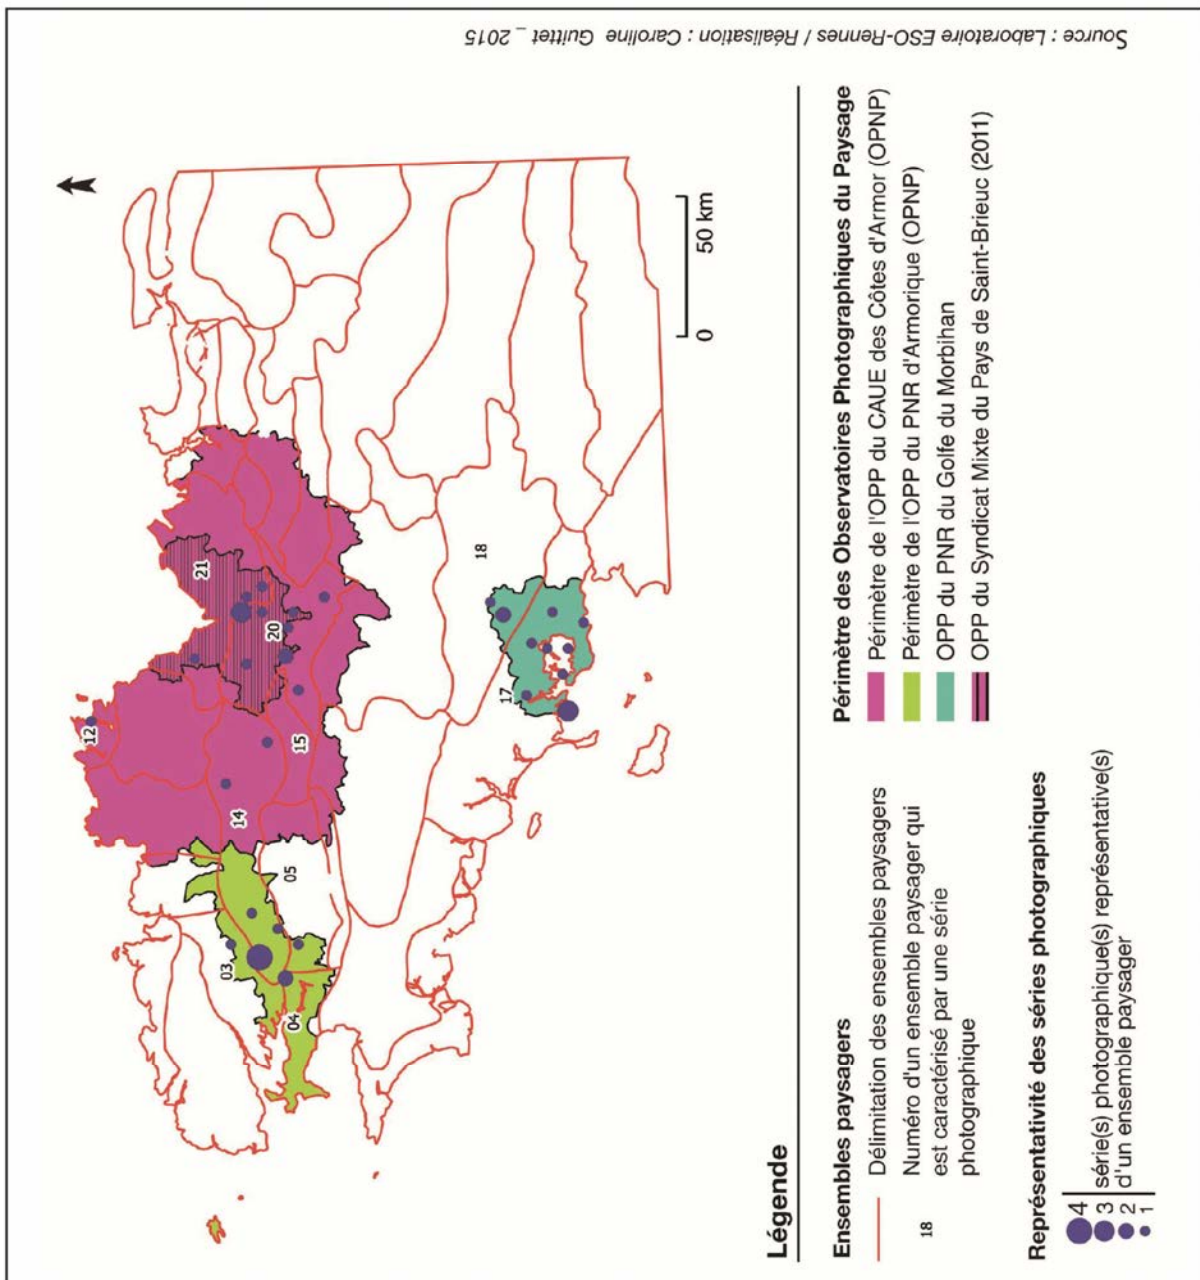 12
21
20
15
14
05
03
04
17
18
0 50 km
Légende
Ensembles paysagers
Délimitation des ensembles paysagers
18 Numéro d'un ensemble paysager qui
est caractérisé par une série
photographique
Représentativité des séries photographiques
4
3
2
1
série(s) photographique(s) représentative(s)
d'un ensemble paysager
Périmètre des Observatoires Photographiques du Paysage
Périmètre de l'OPP du CAUE des Côtes d'Armor (OPNP)
Périmètre de l'OPP du PNR d'Armorique (OPNP)
OPP du PNR du Golfe du Morbihan
OPP du Syndicat Mixte du Pays de Saint-Brieuc (2011)
Source : Laboratoire ESO-Rennes / Réalisation : Caroline Guittet _ 2015